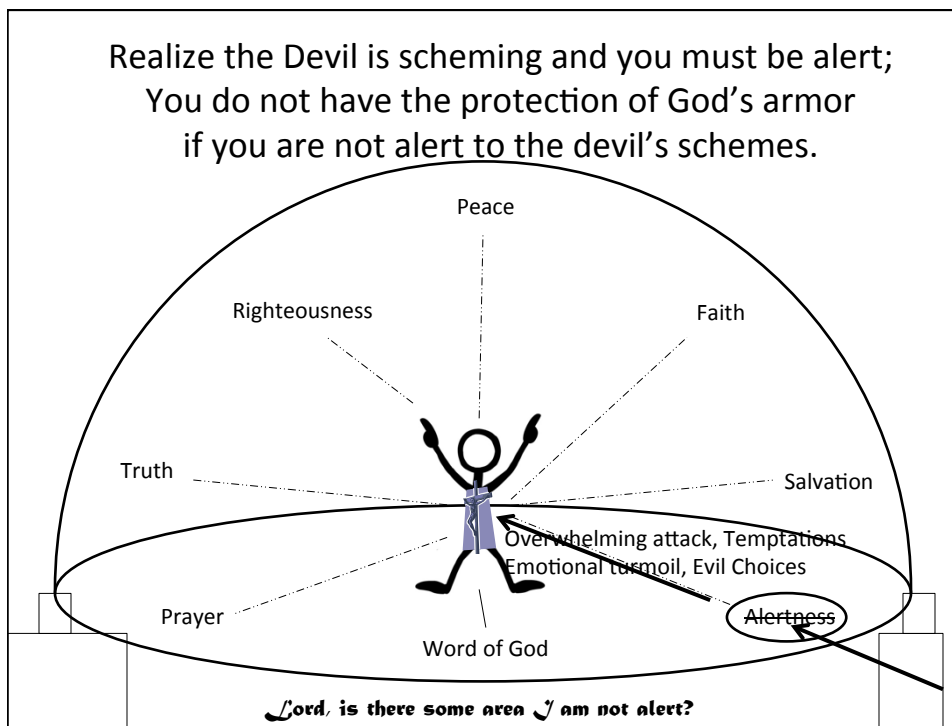 Realize the Devil is scheming and you must be alert;
You do not have the protection of God’s armor
if you are not alert to the devil’s schemes.
Peace
Righteousness
Faith
Truth
Salvation
Overwhelming attack, Temptations
Emotional turmoil, Evil Choices
Prayer
Alertness
Word of God
Lord, is there some area I am not alert?